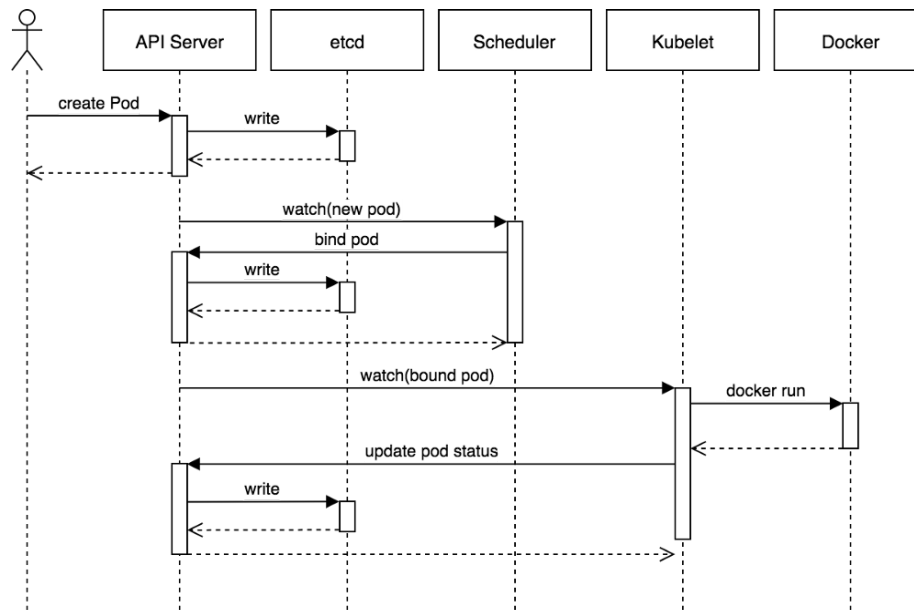 API Server
etcd
Scheduler
Kubelet
Docker
create Pod
write
watch(new pod)
bind pod
write
watch(bound pod)
docker run
update pod status
write